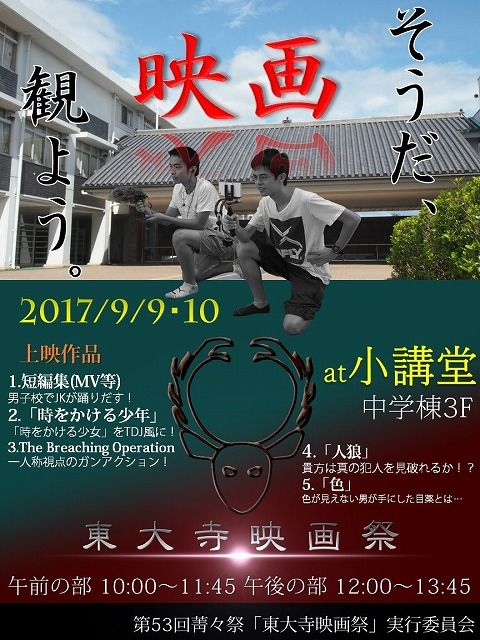 そうだ、
映画
観よう。
2017/9/9・10
上映作品
1.短編集(MV等)
男子校でJKが踊りだす！
2.「時をかける少年」
「時をかける少女」をTDJ風に！
3.The Breaching Operation
一人称視点のガンアクション！
at小講堂
中学棟3F
4.「人狼」
貴方は真の犯人を見破れるか！？
5.「色」
色が見えない男が手にした目薬とは…
東大寺映画祭
午前の部 10:00〜11:45 午後の部 12:00〜13:45
第53回菁々祭「東大寺映画祭」実行委員会